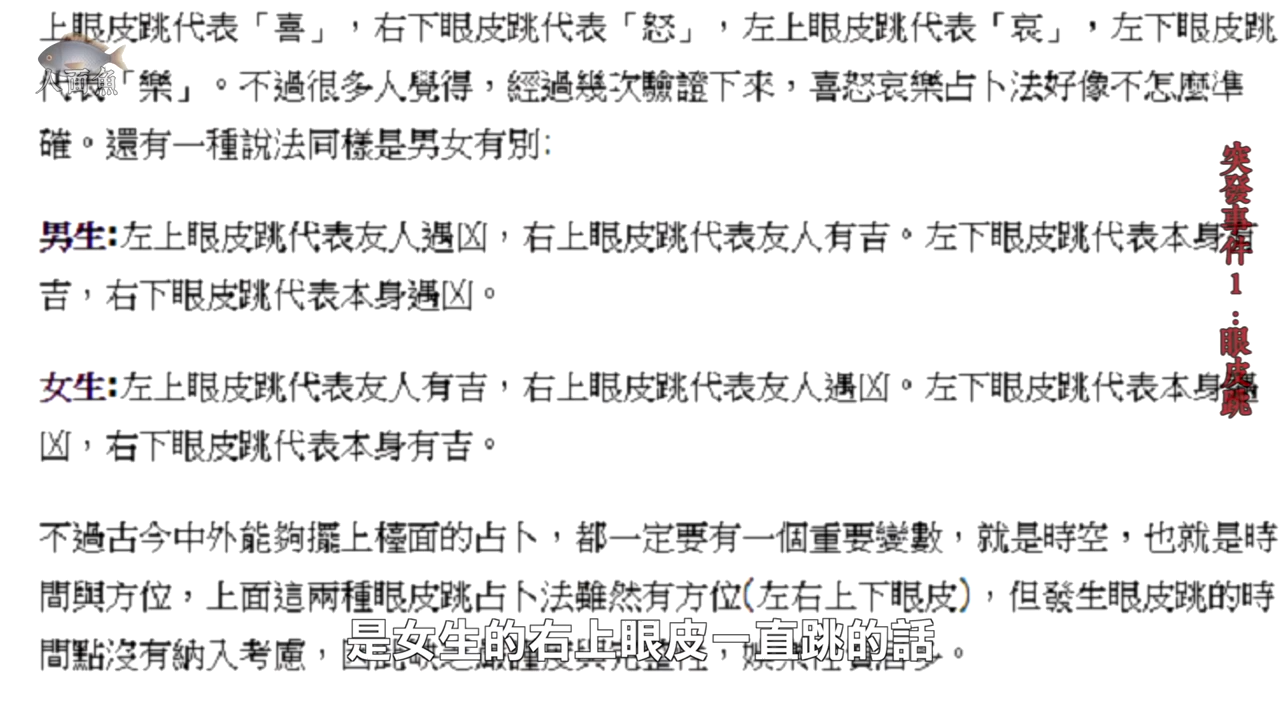 上眼皮跳代表「喜」，右下眼皮跳代表「怒」，左上眼皮跳代表「哀」，左下眼皮跳
代表「樂」。不過很多人覺得，經過幾次驗證下來，喜怒哀樂占卜法好像不怎麼準
確。還有一種說法同樣是男女有別:
男生:左上眼皮跳代表友人遇凶，右上眼皮跳代表友人有吉。左下眼皮跳代表本身有
吉，右下眼皮跳代表本身遇凶。
女生:左上眼皮跳代表友人有吉，右上眼皮跳代表友人遇凶。左下眼皮跳代表本身遇
凶，右下眼皮跳代表本身有吉。
不過古今中外能夠擺上檯面的占卜，都一定要有一個重要變數，就是時空，也就是時
間與方位，上面這兩種眼皮跳占卜法雖然有方位(左右上下眼皮)，但發生眼皮跳的時
間點沒有納入考慮，
是女生的右上眼皮一直跳的話
人面魚
突發事件1:眼皮跳